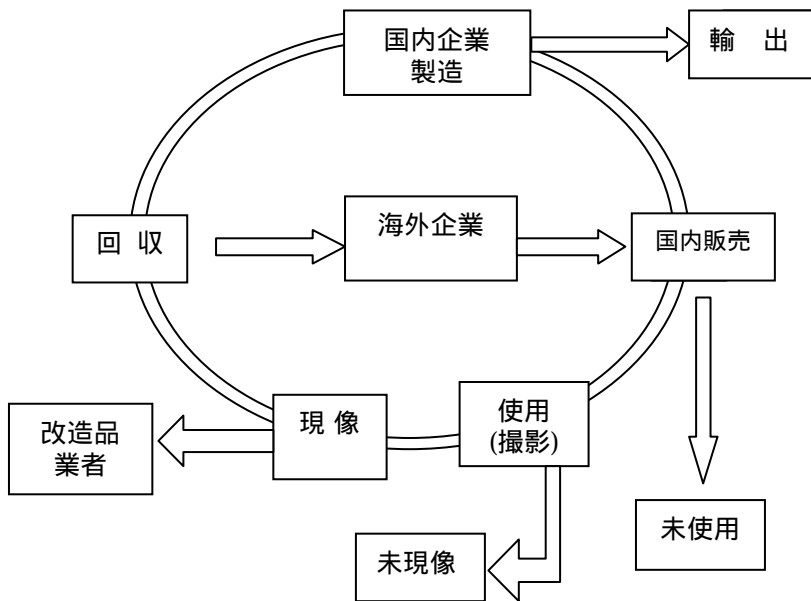 国内企業
製造
輸 出
回 収
海外企業
国内販売
改造品
業者
現 像
使用
(撮影)
未使用
未現像